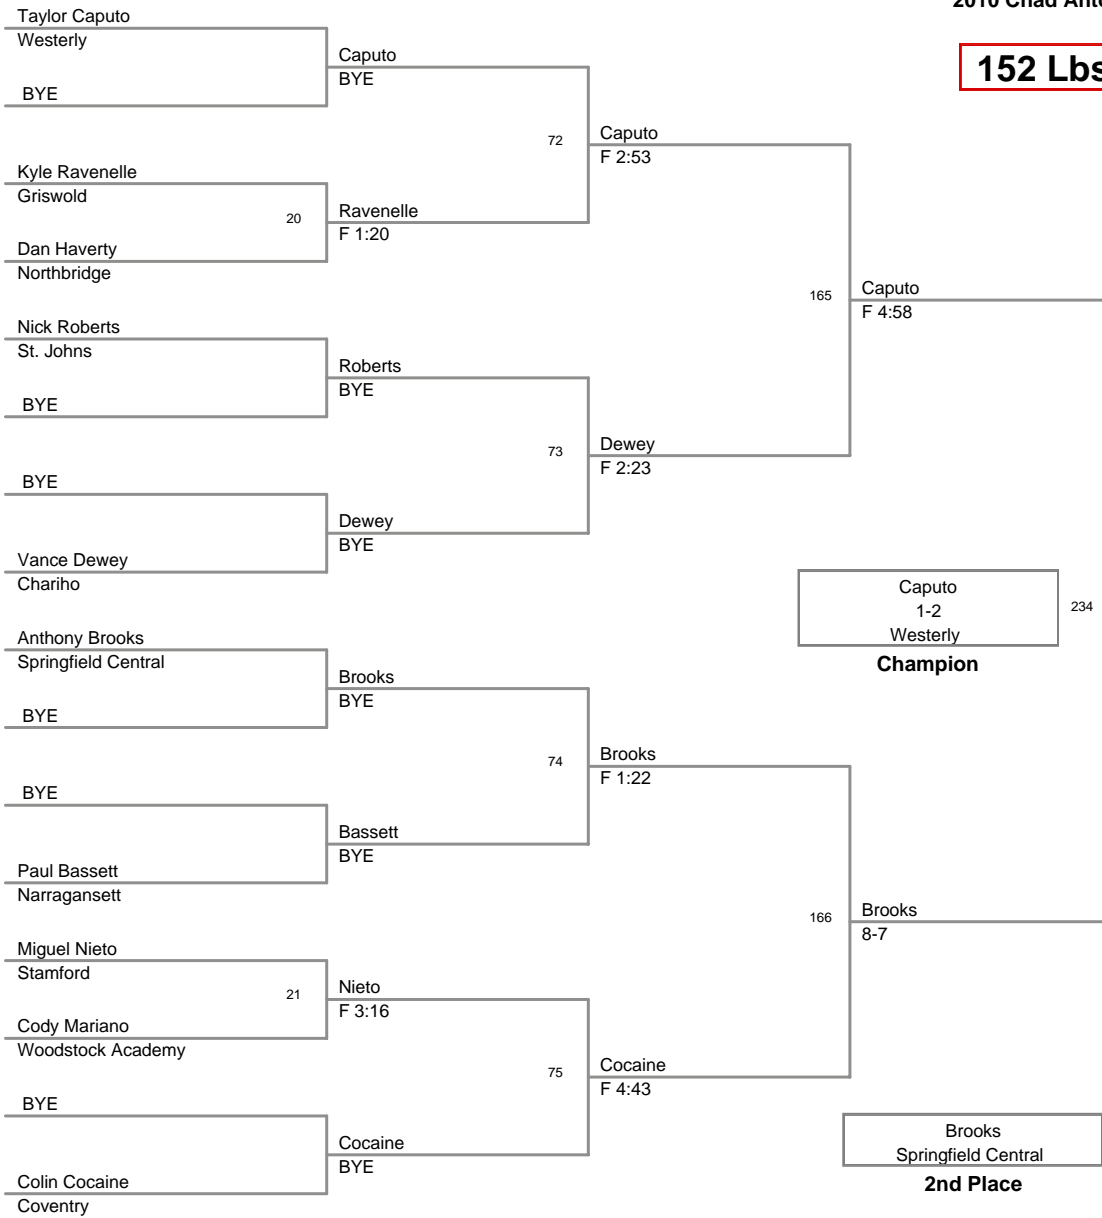 2010 Chad
152 Lbs
Taylor Caputo
Westerly
BYE
Caputo
BYE
72
Caputo
F 2:53
Kyle Ravenelle
Griswold
20
Dan Haverty
Northbridge
Ravenelle
F 1:20
165
Caputo
F 4:58
Nick Roberts
St. Johns
BYE
Roberts
BYE
73
Dewey
F 2:23
BYE
Vance Dewey
Chariho
Dewey
BYE
Caputo
1-2
Westerly
234
Champion
Anthony Brooks
Springfield Central
BYE
Brooks
BYE
74
Brooks
F 1:22
BYE
Paul Bassett
Narragansett
Bassett
BYE
166
Brooks
8-7
Miguel Nieto
Stamford
21
Cody Mariano
Woodstock Academy
Nieto
F 3:16
75
Cocaine
F 4:43
BYE
Colin Cocaine
Coventry
Cocaine
BYE
Brooks
Springfield Central
2nd Place